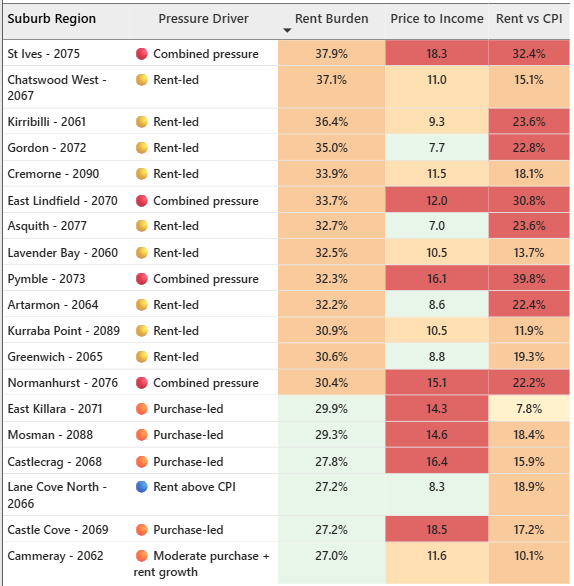 Suburb Region Pressure Driver Rent Burden Price to Income Rent vs CPI
St Ives - 2075 Combined pressure 37.9% 18.3 32.4%
Chatswood West - Rent-led 37.1% 11.0 15.1%
2067
Kirribilli - 2061 Rent-led 36.4% 9.3 23.6%
Gordon - 2072 Rent-led 35.0% 7.7 22.8%
Cremorne - 2090 Rent-led 33.9% 11.5 18.1%
East Lindfield - 2070 Combined pressure 33.7% 12.0 30.8%
Asquith - 2077 Rent-led 32.7% 7.0 23.6%
Lavender Bay - 2060 Rent-led 32.5% 10.5 13.7%
Pymble - 2073 Combined pressure 32.3% 16.1 39.8%
Artarmon - 2064 Rent-led 32.2% 8.6 22.4%
Kurraba Point - 2089 Rent-led 30.9% 10.5 11.9%
Greenwich - 2065 Rent-led 30.6% 8.8 19.3%
Normanhurst - 2076 Combined pressure 30.4% 15.1 22.2%
East Killara - 2071 Purchase-led 29.9% 14.3 7.8%
Mosman - 2088 Purchase-led 29.3% 14.6 18.4%
Castlecrag - 2068 Purchase-led 27.8% 16.4 15.9%
Lane Cove North - Rent above CPI 27.2% 8.3 18.9%
2066
Castle Cove - 2069 Purchase-led 27.2% 18.5 17.2%
Cammeray - 2062 Moderate purchase + 27.0% 11.6 10.1%
rent growth